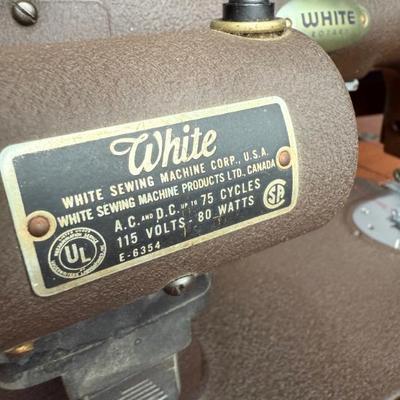 WHITE
ROTARY
White
WHITE SEWING MACHINE CORP., U.S.A.
WHITE SEWING MACHINE PRODUCTS LTD., CANADA
A.C. AND D.C. UP TO 75 CYCLES
115 VOLTS- 80 WATTS
E-6354
UL
SA